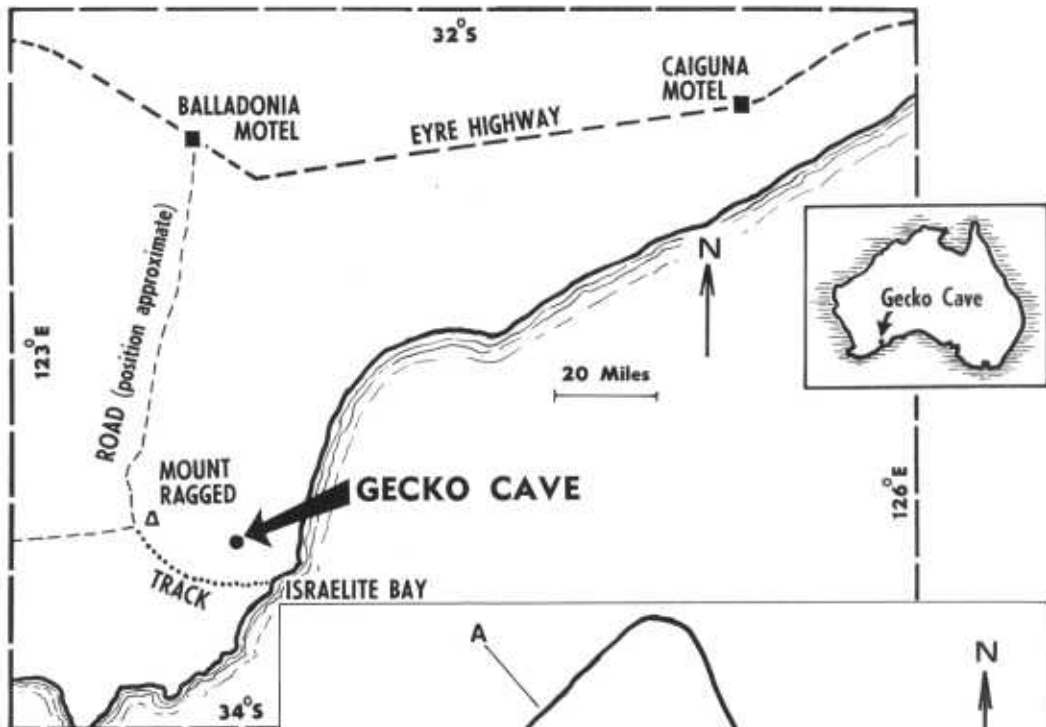 32°S
BALLADONIA
MOTEL
CAIGUNA
MOTEL
EYRE HIGHWAY
ROAD (position approximate)
123°E
N
20 Miles
Gecko Cave
MOUNT
RAGGED
GECKO CAVE
126°E
TRACK
ISRAELITE BAY
34°S
A
N